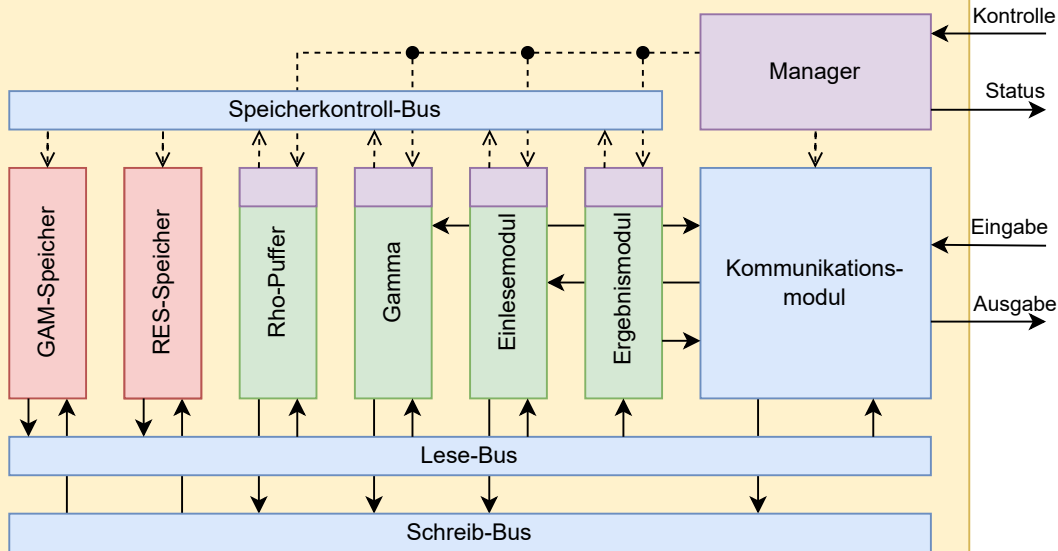 Kontrolle
Manager
Status
Speicherkontroll-Bus
GAM-Speicher
RES-Speicher
Rho-Puffer
Gamma
Einlesemodul
Ergebnismodul
Kommunikations-
modul
Eingabe
Ausgabe
Lese-Bus
Schreib-Bus